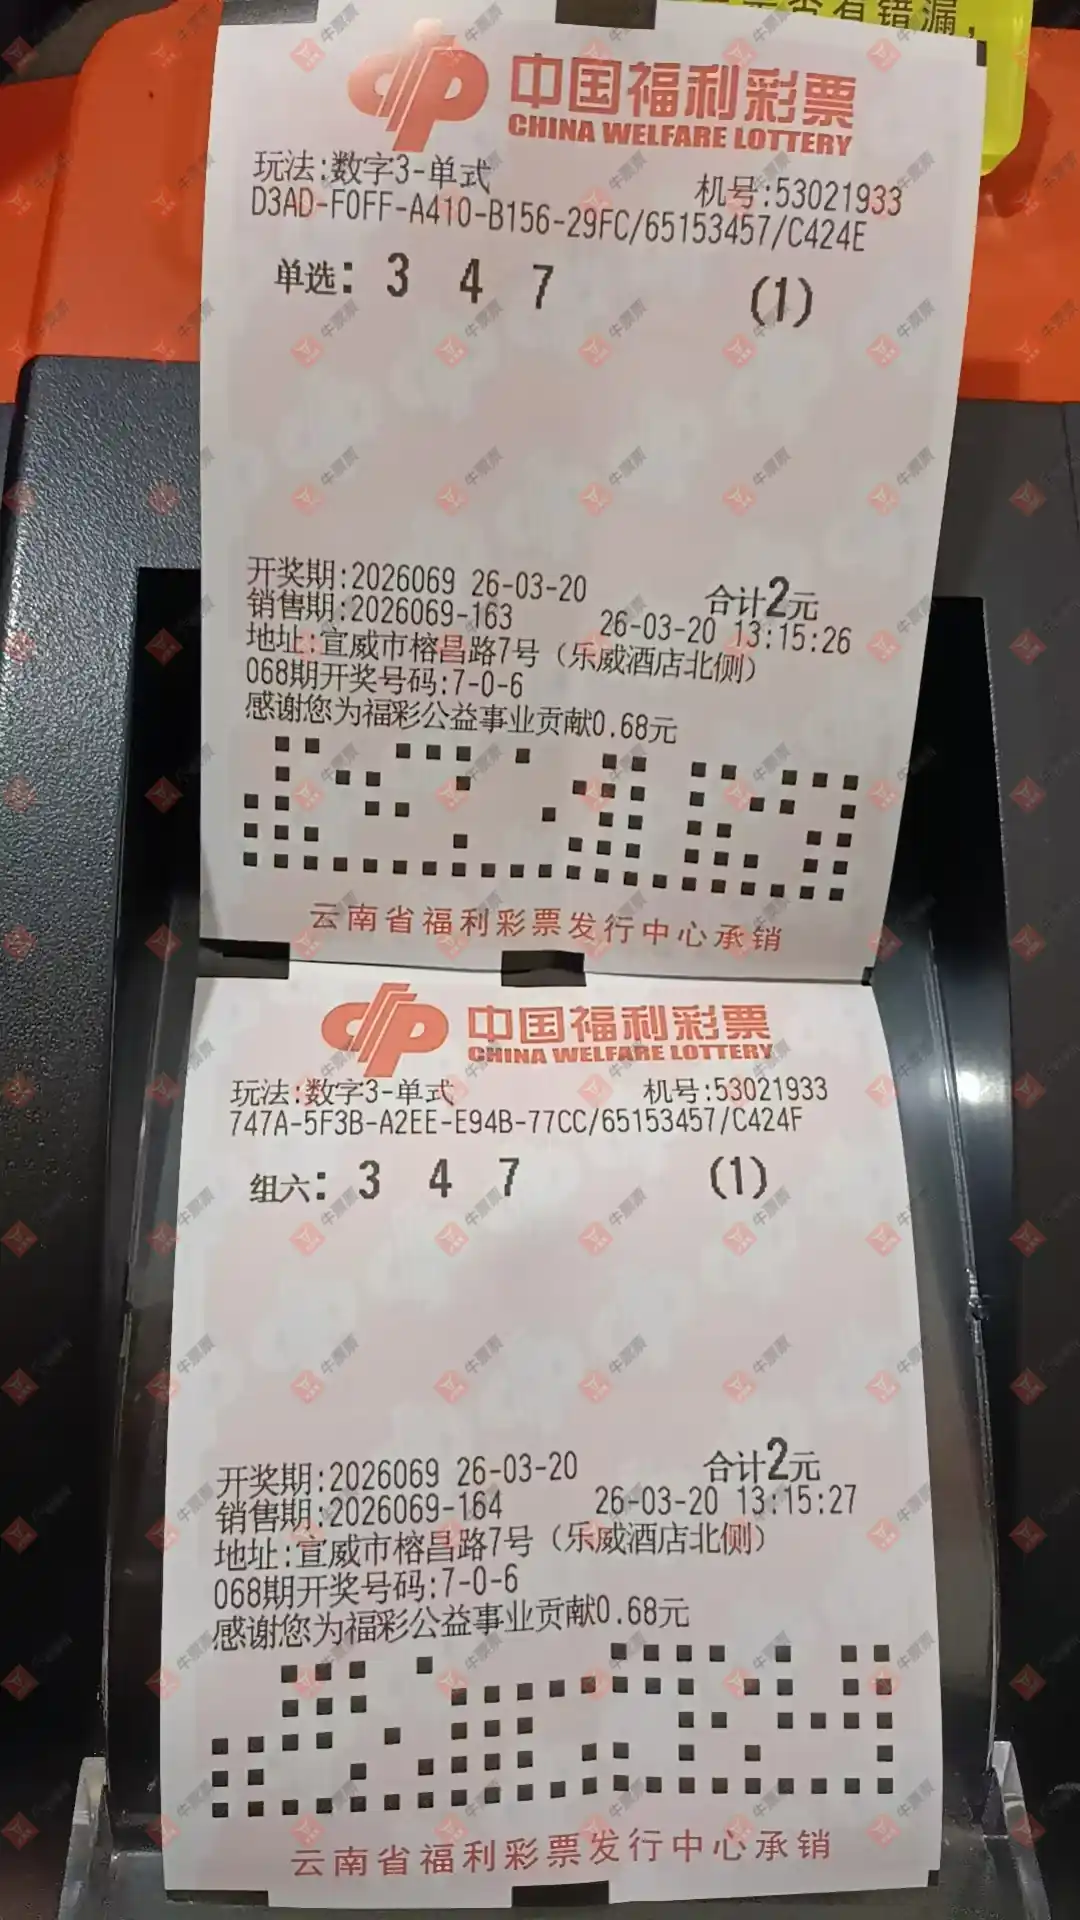 是否有错漏，
中国福利彩票
CHINA WELFARE LOTTERY
玩法:数字3-单式
机号:53021933
D3AD-F0FF-A410-B156-29FC/65153457/C424E
单选: 3 4 7 (1)
开奖期:2026069 26-03-20 合计2元
销售期:2026069-163 26-03-20 13:15:26
地址:宣威市榕昌路7号（乐威酒店北侧）
068期开奖号码:7-0-6
感谢您为福彩公益事业贡献0.68元
云南省福利彩票发行中心承销
中国福利彩票
CHINA WELFARE LOTTERY
玩法:数字3-单式 机号:53021933
747A-5F3B-A2EE-E94B-77CC/65153457/C424F
组六: 3 4 7 (1)
开奖期:2026069 26-03-20 合计2元
销售期:2026069-164 26-03-20 13:15:27
地址:宣威市榕昌路7号（乐威酒店北侧）
068期开奖号码:7-0-6
感谢您为福彩公益事业贡献0.68元
云南省福利彩票发行中心承销
牛票票